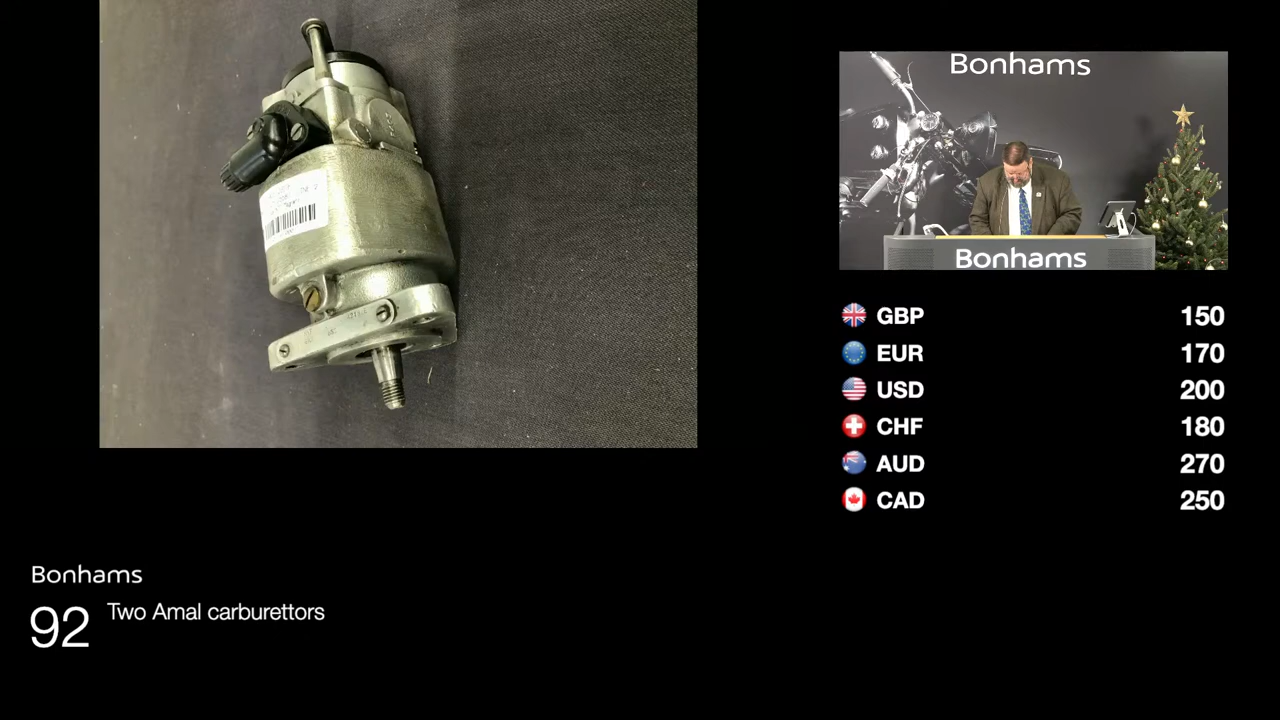 Bonhams
Bonhams
GBP 150
EUR 170
USD 200
CHF 180
AUD 270
CAD 250
Bonhams
92 Two Amal carburettors